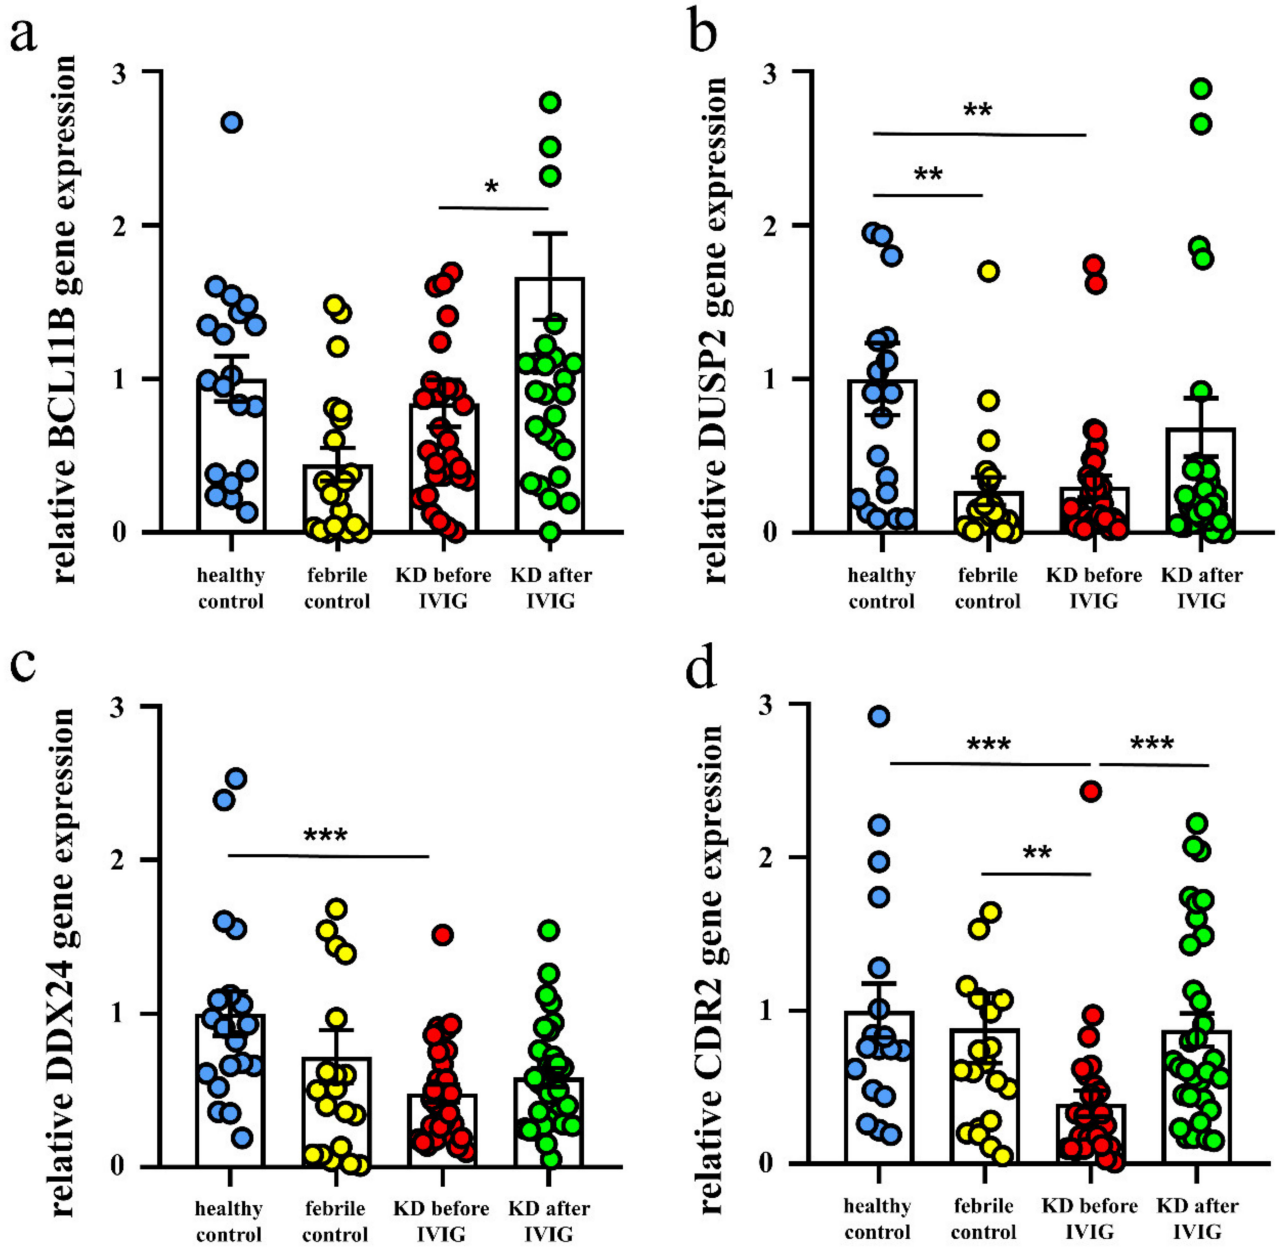 a
relative BCL11B gene expression
3
2
1
0
*
healthy control
febrile control
KD before IVIG
KD after IVIG
b
relative DUSP2 gene expression
3
2
1
0
**
**
healthy control
febrile control
KD before IVIG
KD after IVIG
c
relative DDX24 gene expression
3
2
1
0
***
healthy control
febrile control
KD before IVIG
KD after IVIG
d
relative CDR2 gene expression
3
2
1
0
***
***
**
healthy control
febrile control
KD before IVIG
KD after IVIG